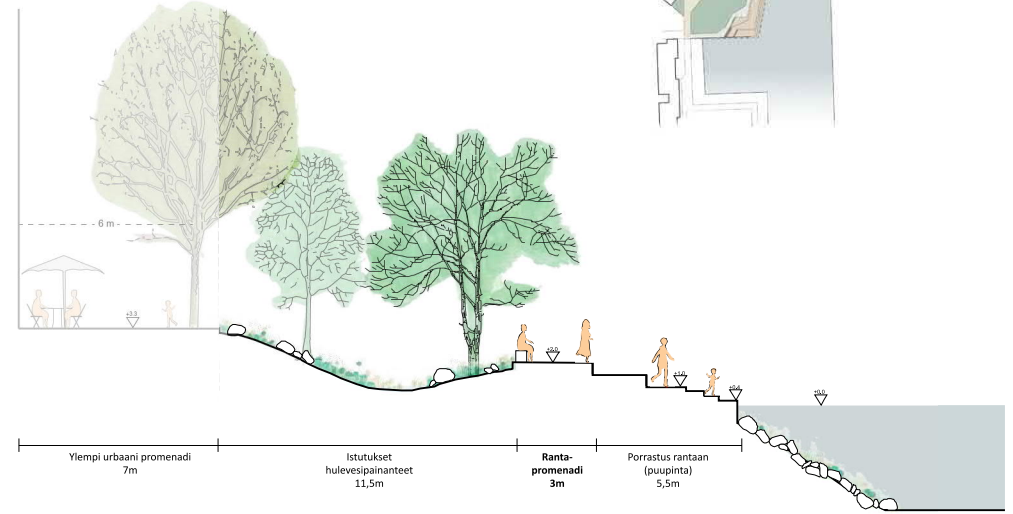 6 m
+3.3
+2.0
+1.0
+0.4
+0.0
Ylempi urbaani promenadi
7m
Istutukset
hulevesipainanteet
11,5m
Ranta-
promenadi
3m
Porrastus rantaan
(puupinta)
5,5m